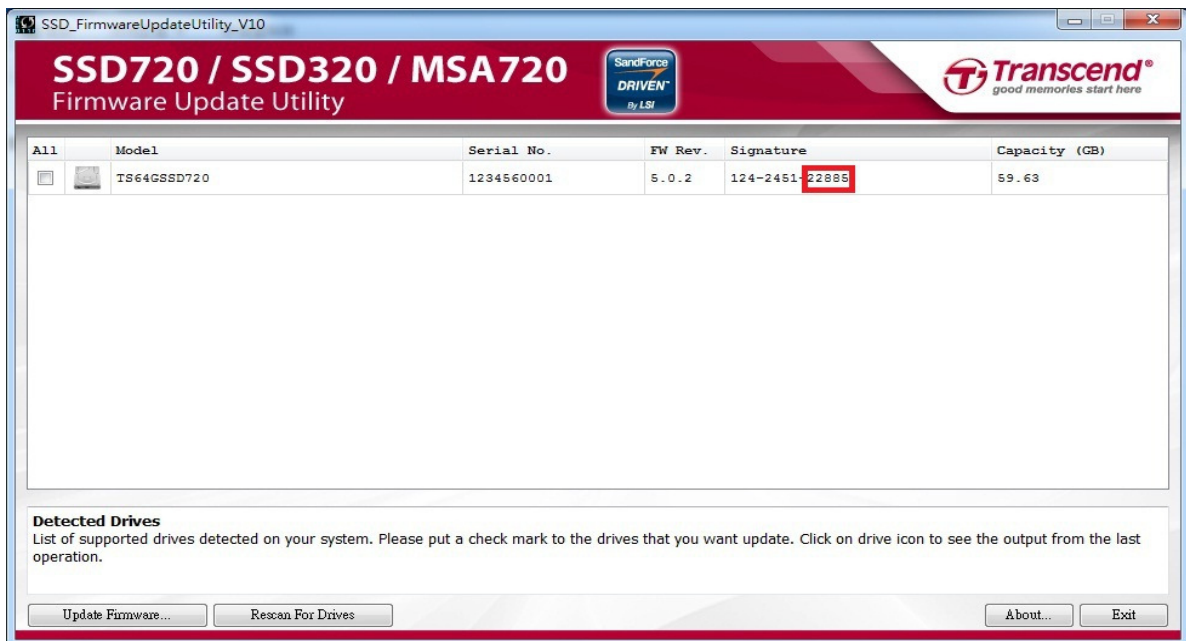 SSD_FirmwareUpdateUtility_V10
SSD720 / SSD320 / MSA720
Firmware Update Utility
SandForce
DRIVEN™
By LSI
Transcend®
good memories start here
All Model Serial No. FW Rev. Signature Capacity (GB)
TS64GSSD720 1234560001 5.0.2 124-2451-22885 59.63
Detected Drives
List of supported drives detected on your system. Please put a check mark to the drives that you want update. Click on drive icon to see the output from the last
operation.
Update Firmware... Rescan For Drives About... Exit